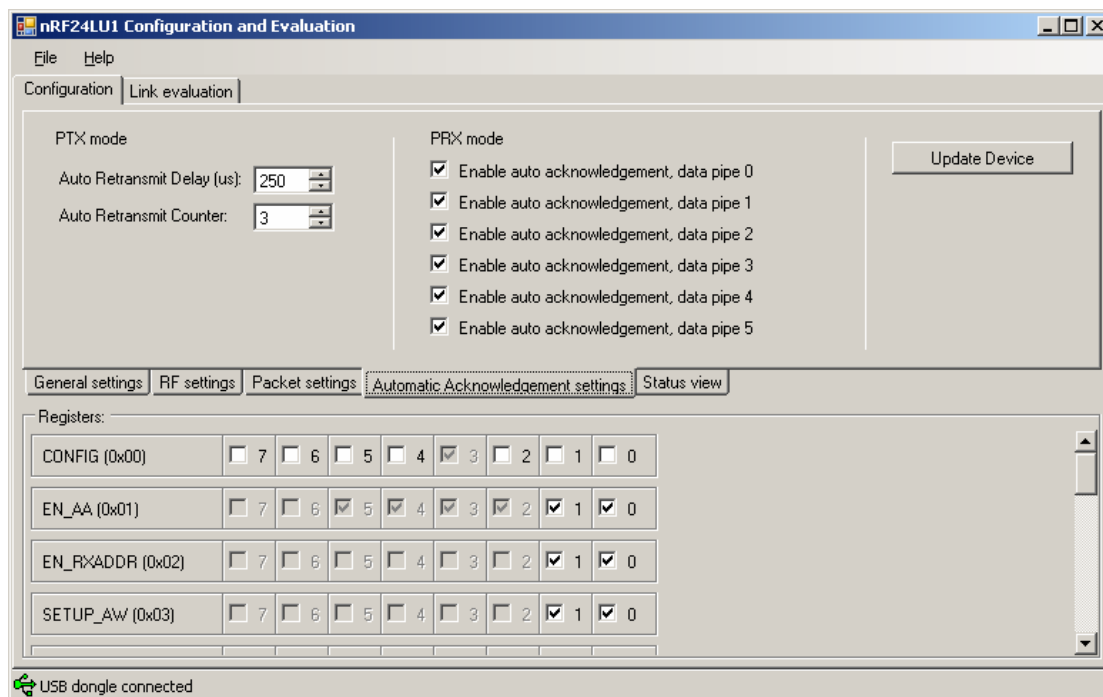 nRF24LU1 Configuration and Evaluation
File Help
Configuration Link evaluation
PTX mode
Auto Retransmit Delay (us): 250
Auto Retransmit Counter: 3
PRX mode
Enable auto acknowledgement, data pipe 0
Enable auto acknowledgement, data pipe 1
Enable auto acknowledgement, data pipe 2
Enable auto acknowledgement, data pipe 3
Enable auto acknowledgement, data pipe 4
Enable auto acknowledgement, data pipe 5
Update Device
General settings RF settings Packet settings Automatic Acknowledgement settings Status view
Registers:
CONFIG (0x00) 7 6 5 4 3 2 1 0
EN_AA (0x01) 7 6 5 4 3 2 1 0
EN_RXADDR (0x02) 7 6 5 4 3 2 1 0
SETUP_AW (0x03) 7 6 5 4 3 2 1 0
USB dongle connected